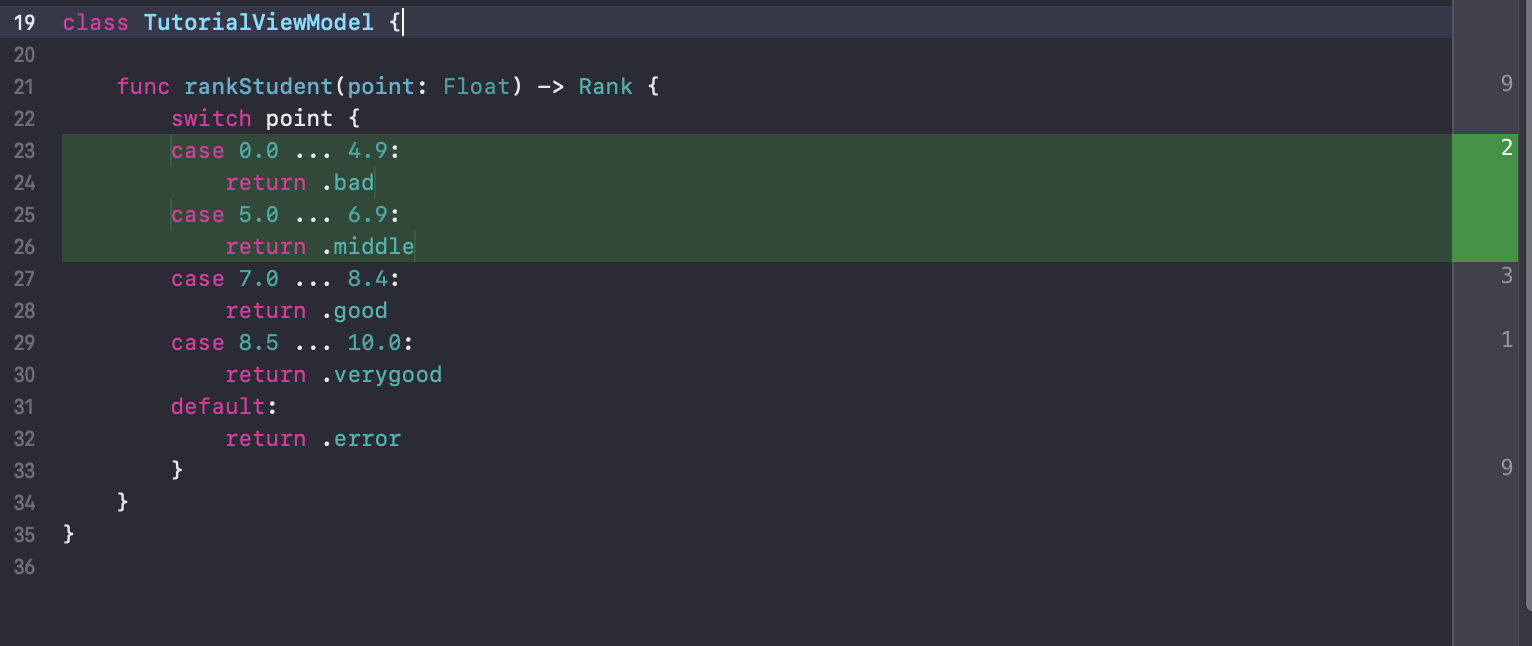 19 class TutorialViewModel {
20
21     func rankStudent(point: Float) -> Rank { 9
22         switch point {
23         case 0.0 ... 4.9: 2
24             return .bad
25         case 5.0 ... 6.9:
26             return .middle
27         case 7.0 ... 8.4: 3
28             return .good
29         case 8.5 ... 10.0: 1
30             return .verygood
31         default:
32             return .error
33         } 9
34     }
35 }
36